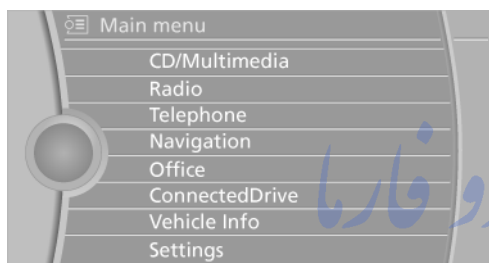 Main menu
CD/Multimedia
Radio
Telephone
Navigation
Office
ConnectedDrive
Vehicle Info
Settings